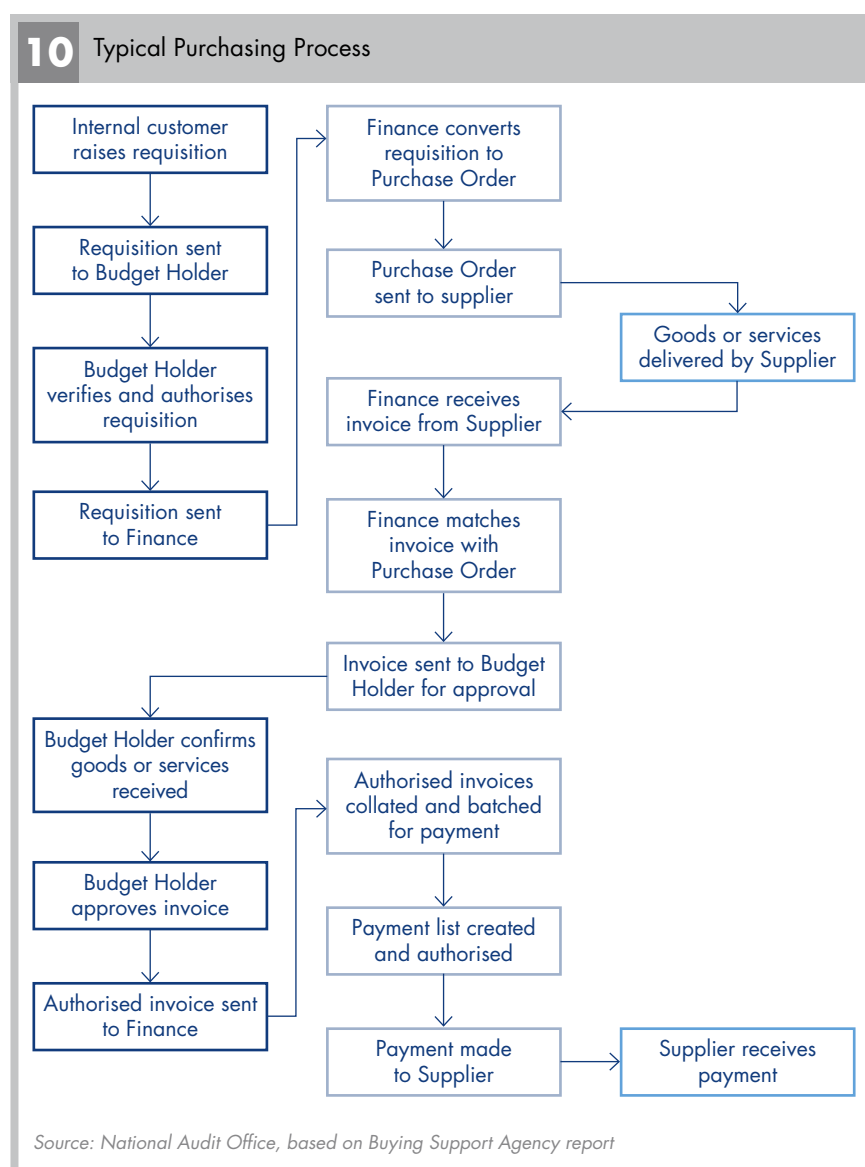 10 Typical Purchasing Process
Internal customer
raises requisition
Requisition sent
to Budget Holder
Budget Holder
verifies and authorises
requisition
Requisition sent
to Finance
Finance converts
requisition to
Purchase Order
Purchase Order
sent to supplier
Goods or services
delivered by Supplier
Finance receives
invoice from Supplier
Finance matches
invoice with
Purchase Order
Invoice sent to Budget
Holder for approval
Budget Holder confirms
goods or services
received
Budget Holder
approves invoice
Authorised invoice sent
to Finance
Authorised invoices
collated and batched
for payment
Payment list created
and authorised
Payment made
to Supplier
Supplier receives
payment
Source: National Audit Office, based on Buying Support Agency report